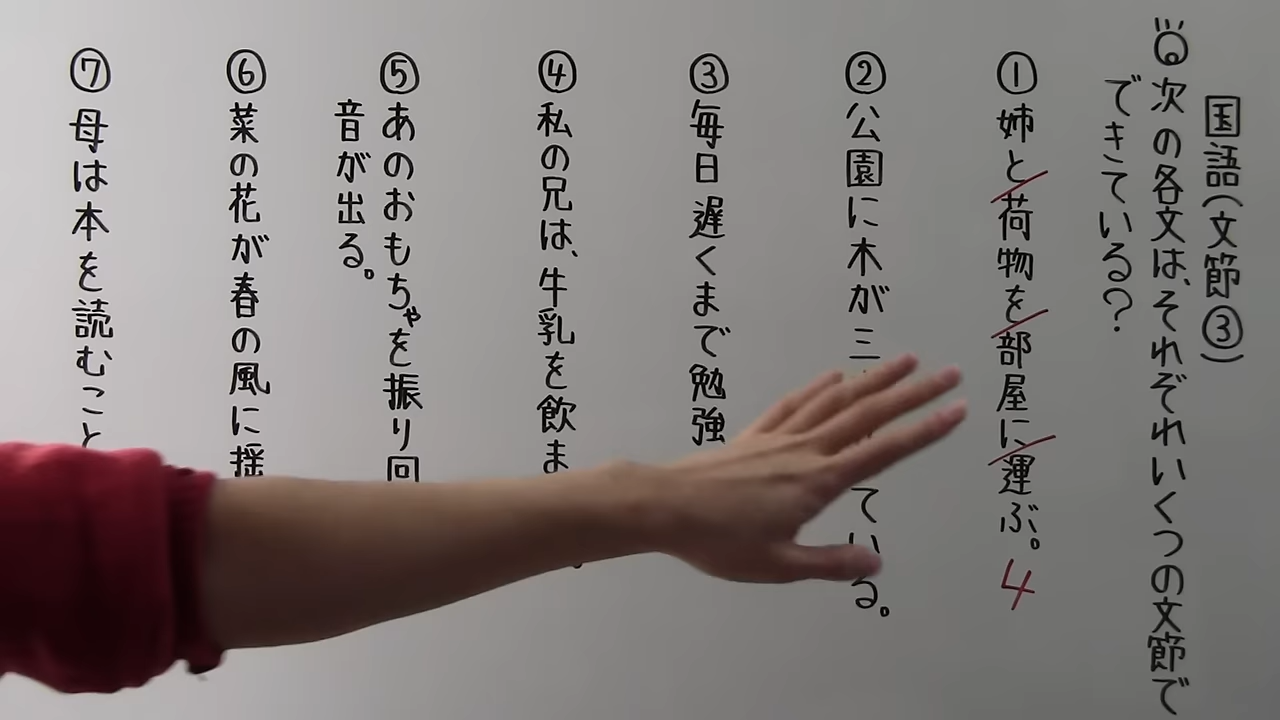 国語(文節③)
次の各文は、それぞれいくつの文節で
できている?
① 姉と/荷物を/部屋に/運ぶ。 4
② 公園に木が三 ている。
③ 毎日遅くまで勉強
④ 私の兄は、牛乳を飲ま
⑤ あのおもちゃを振り回
音が出る。
⑥ 菜の花が春の風に揺
⑦ 母は本を読むこと